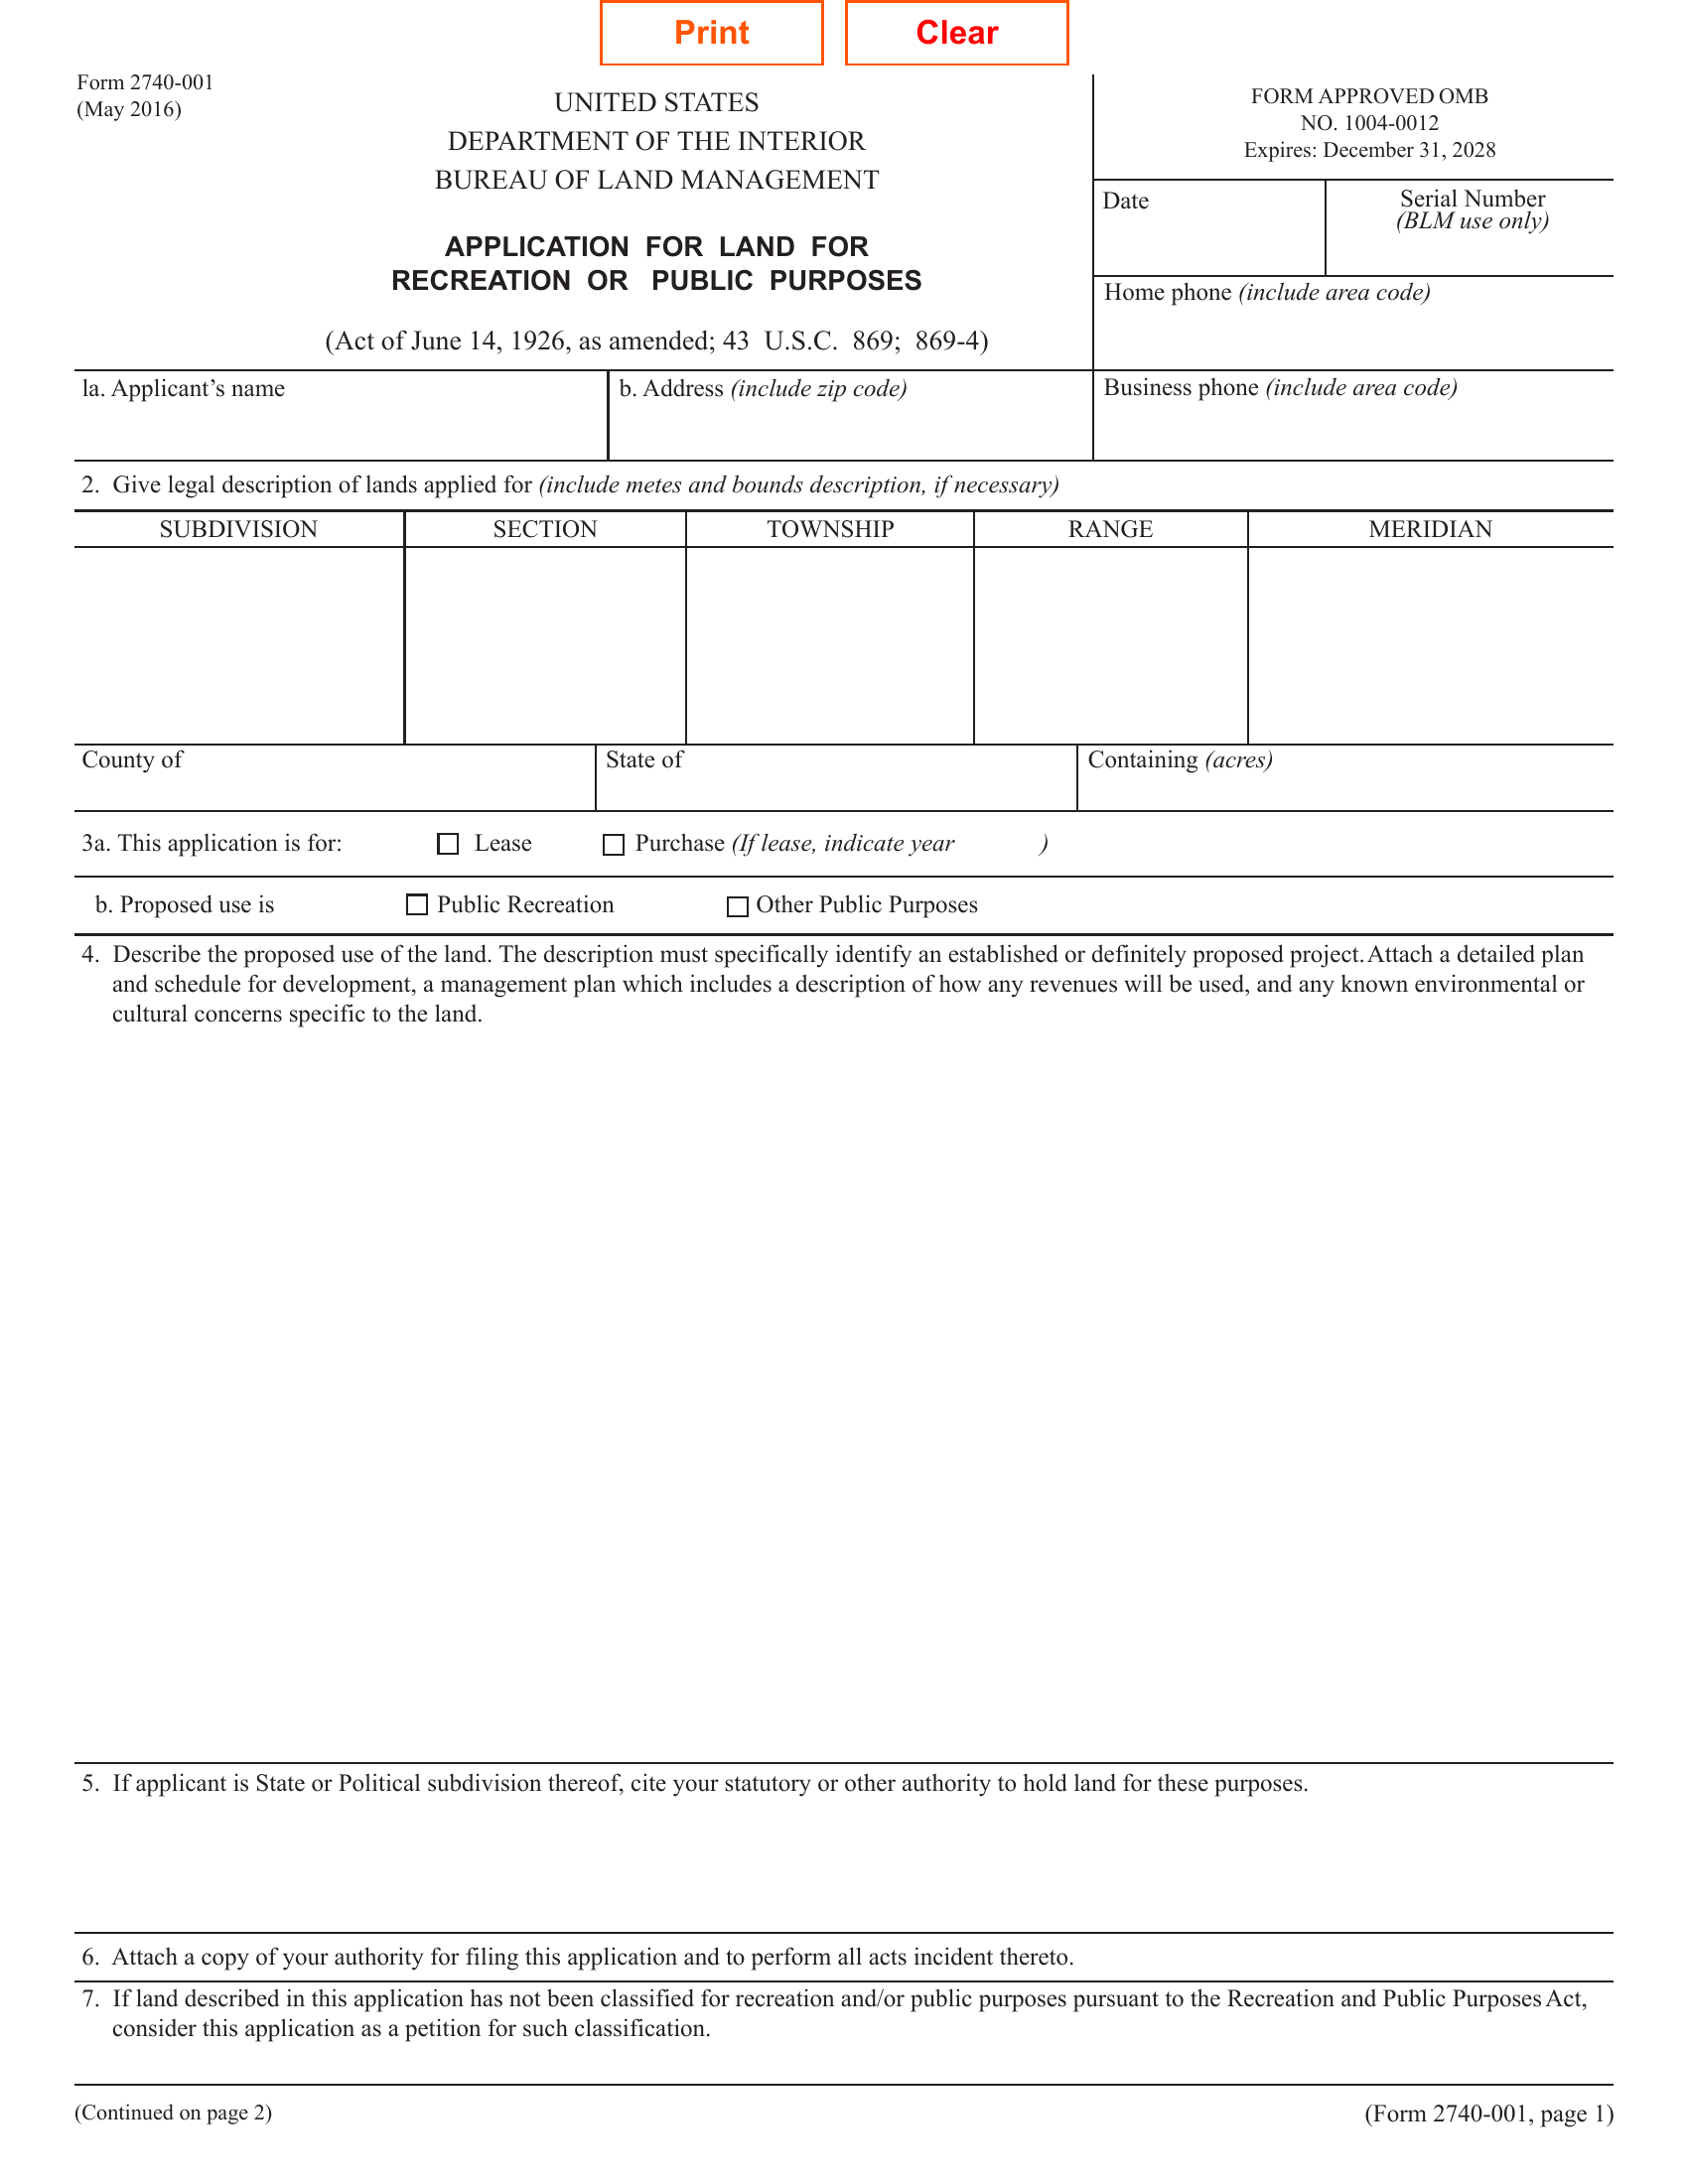 Print Clear
Form 2740-001
(May 2016)
UNITED STATES
DEPARTMENT OF THE INTERIOR
BUREAU OF LAND MANAGEMENT
APPLICATION FOR LAND FOR
RECREATION OR PUBLIC PURPOSES
(Act of June 14, 1926, as amended; 43 U.S.C. 869; 869-4)
FORM APPROVED OMB
NO. 1004-0012
Expires: December 31, 2028
Date
Serial Number
(BLM use only)
Home phone (include area code)
la. Applicant’s name
b. Address (include zip code)
Business phone (include area code)
2. Give legal description of lands applied for (include metes and bounds description, if necessary)
SUBDIVISION SECTION TOWNSHIP RANGE MERIDIAN
County of State of Containing (acres)
3a. This application is for: Lease Purchase (If lease, indicate year )
b. Proposed use is Public Recreation Other Public Purposes
4. Describe the proposed use of the land. The description must specifically identify an established or definitely proposed project. Attach a detailed plan
and schedule for development, a management plan which includes a description of how any revenues will be used, and any known environmental or
cultural concerns specific to the land.
5. If applicant is State or Political subdivision thereof, cite your statutory or other authority to hold land for these purposes.
6. Attach a copy of your authority for filing this application and to perform all acts incident thereto.
7. If land described in this application has not been classified for recreation and/or public purposes pursuant to the Recreation and Public Purposes Act,
consider this application as a petition for such classification.
(Continued on page 2)
(Form 2740-001, page 1)